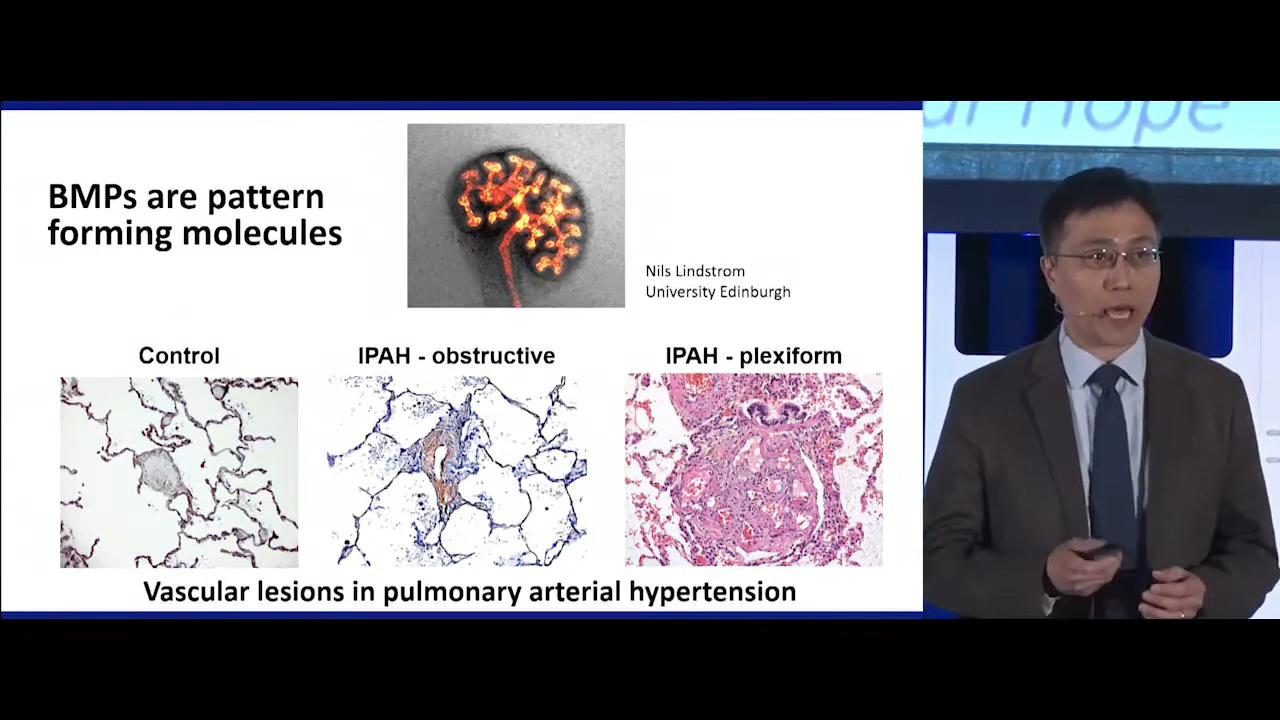 BMPs are pattern
forming molecules
Nils Lindstrom
University Edinburgh
Control
IPAH - obstructive
IPAH - plexiform
Vascular lesions in pulmonary arterial hypertension
Hope